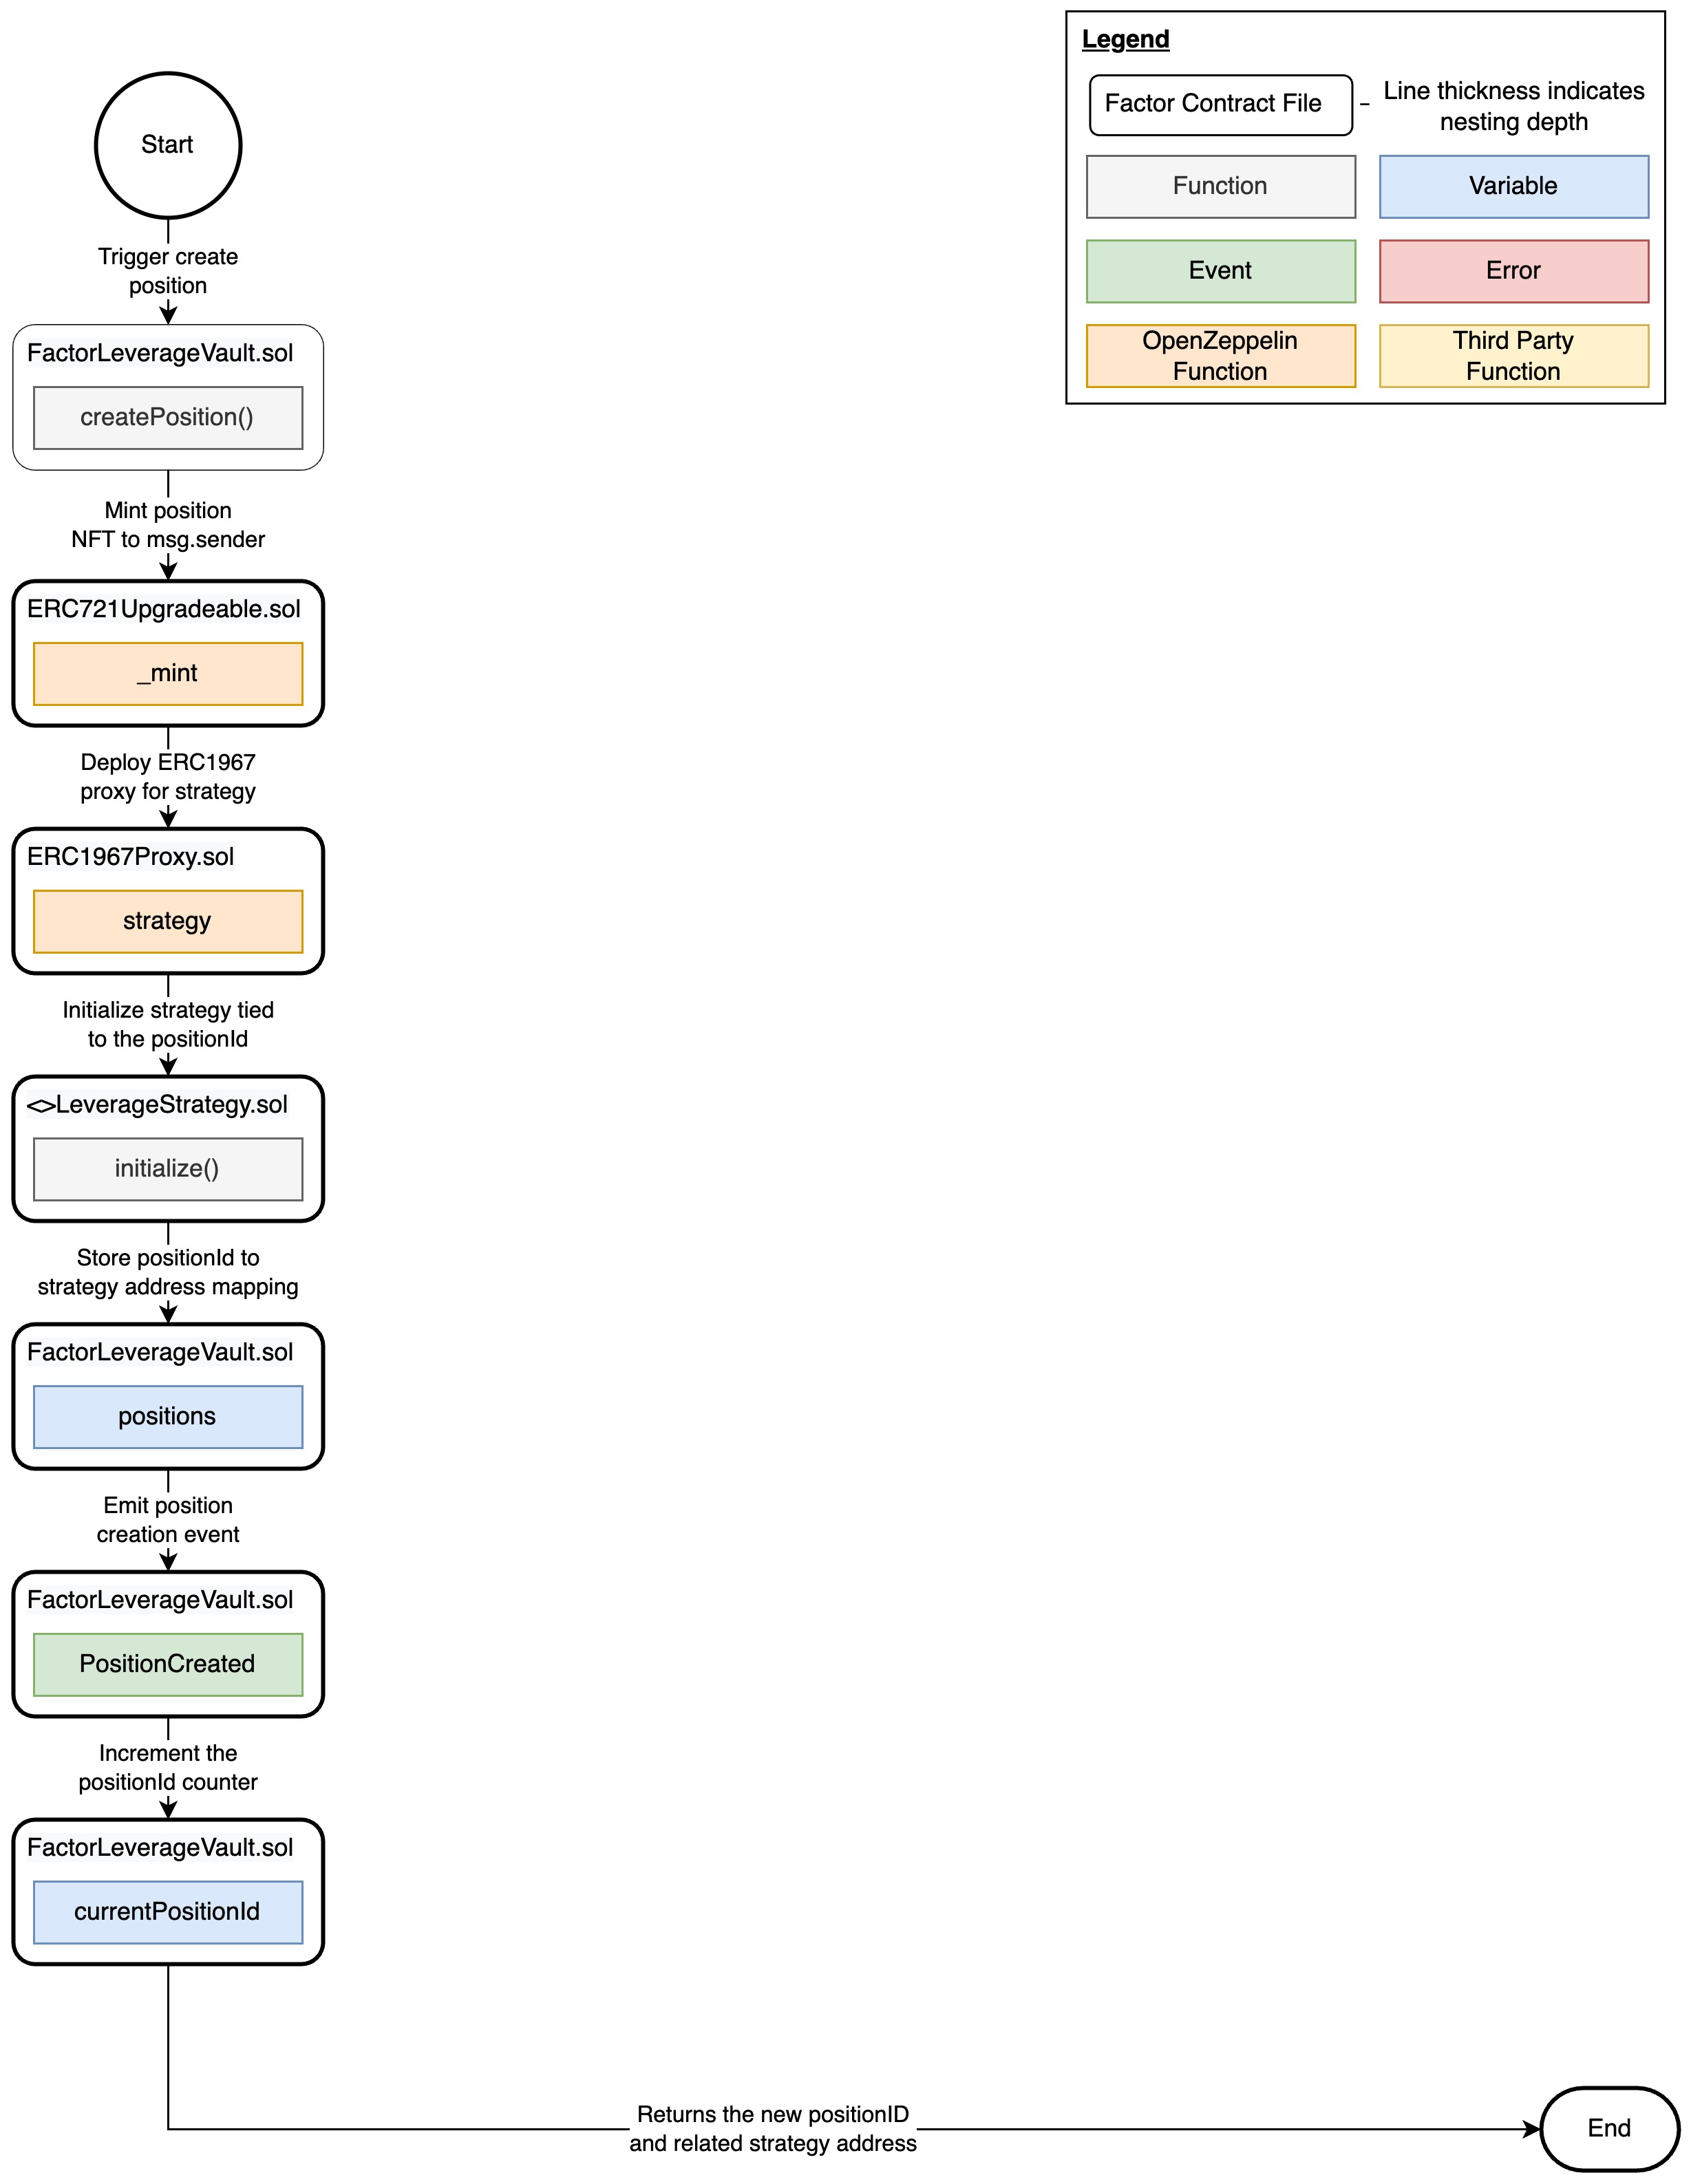 Legend
Factor Contract File
– Line thickness indicates
nesting depth
Function
Variable
Event
Error
OpenZeppelin
Function
Third Party
Function
Start
Trigger create
position
FactorLeverageVault.sol
createPosition()
Mint position
NFT to msg.sender
ERC721Upgradeable.sol
_mint
Deploy ERC1967
proxy for strategy
ERC1967Proxy.sol
strategy
Initialize strategy tied
to the positionId
<>LeverageStrategy.sol
initialize()
Store positionId to
strategy address mapping
FactorLeverageVault.sol
positions
Emit position
creation event
FactorLeverageVault.sol
PositionCreated
Increment the
positionId counter
FactorLeverageVault.sol
currentPositionId
Returns the new positionID
and related strategy address
End